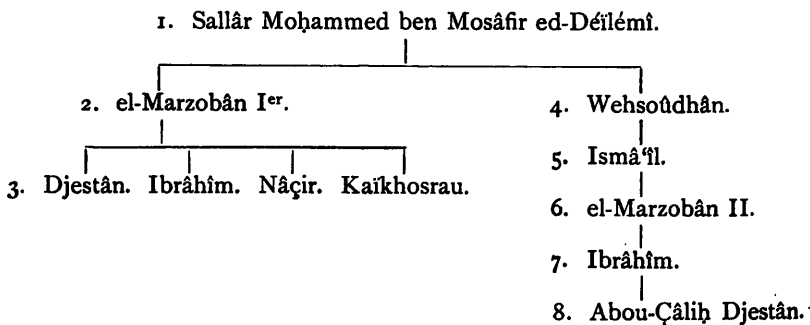 1. Sallâr Moḥammed ben Mosâfir ed-Déïlémî.
2. el-Marzobân Iᵉʳ.
3. Djestân. Ibrâhîm. Nâçir. Kaïkhosrau.
4. Wehsoûdhân.
5. Ismâ‘îl.
6. el-Marzobân II.
7. Ibrâhîm.
8. Abou-Çâliḥ Djestân.